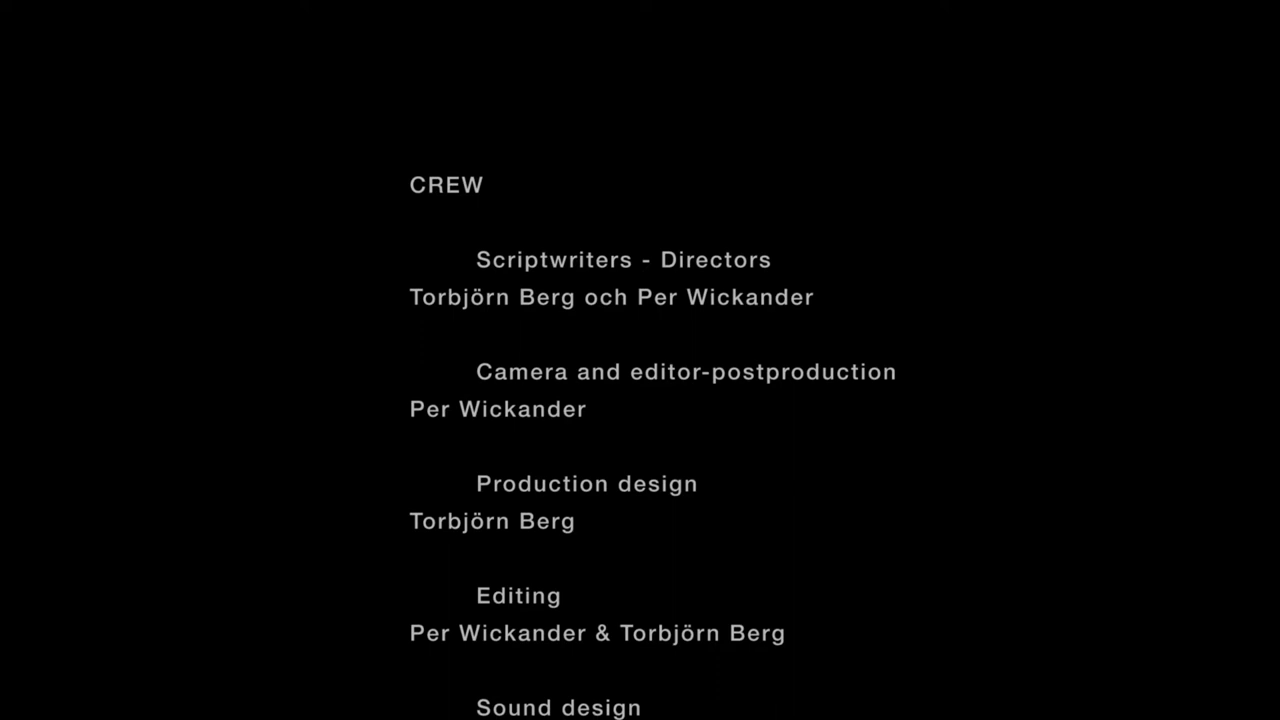 CREW
Scriptwriters - Directors
Torbjörn Berg och Per Wickander
Camera and editor-postproduction
Per Wickander
Production design
Torbjörn Berg
Editing
Per Wickander & Torbjörn Berg
Sound design